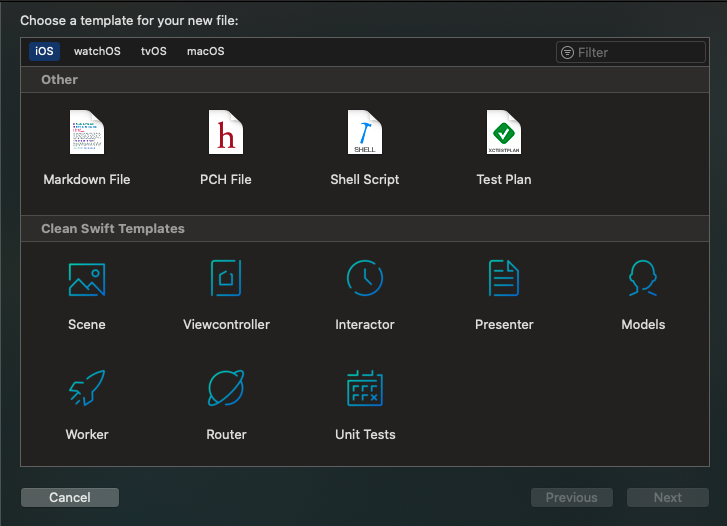 Choose a template for your new file:
iOS watchOS tvOS macOS Filter
Other
h SHELL XCTESTPLAN
Markdown File PCH File Shell Script Test Plan
Clean Swift Templates
Scene Viewcontroller Interactor Presenter Models
Worker Router Unit Tests
Cancel Previous Next